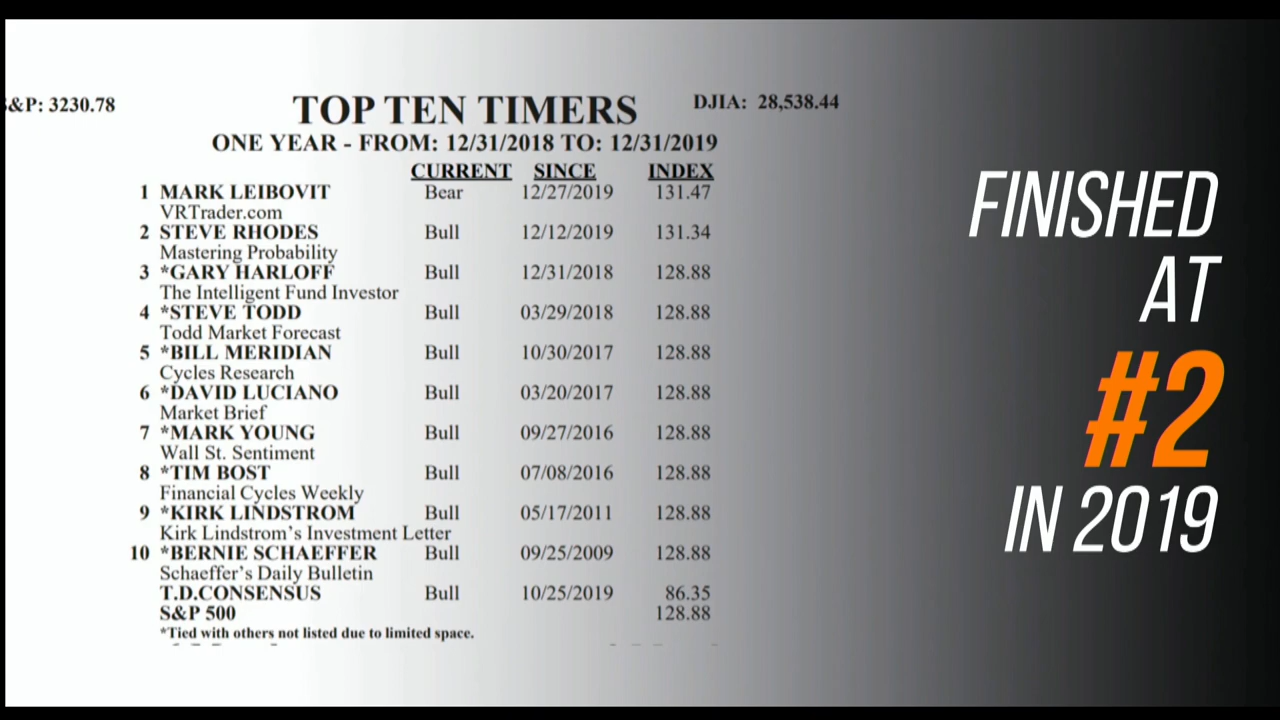 &P: 3230.78
TOP TEN TIMERS
DJIA: 28,538.44
ONE YEAR - FROM: 12/31/2018 TO: 12/31/2019
CURRENT SINCE INDEX
1 MARK LEIBOVIT Bear 12/27/2019 131.47
VRTrader.com
2 STEVE RHODES Bull 12/12/2019 131.34
Mastering Probability
3 *GARY HARLOFF Bull 12/31/2018 128.88
The Intelligent Fund Investor
4 *STEVE TODD Bull 03/29/2018 128.88
Todd Market Forecast
5 *BILL MERIDIAN Bull 10/30/2017 128.88
Cycles Research
6 *DAVID LUCIANO Bull 03/20/2017 128.88
Market Brief
7 *MARK YOUNG Bull 09/27/2016 128.88
Wall St. Sentiment
8 *TIM BOST Bull 07/08/2016 128.88
Financial Cycles Weekly
9 *KIRK LINDSTROM Bull 05/17/2011 128.88
Kirk Lindstrom's Investment Letter
10 *BERNIE SCHAEFFER Bull 09/25/2009 128.88
Schaeffer's Daily Bulletin
T.D.CONSENSUS Bull 10/25/2019 86.35
S&P 500 128.88
*Tied with others not listed due to limited space.
FINISHED
AT
#2
IN 2019